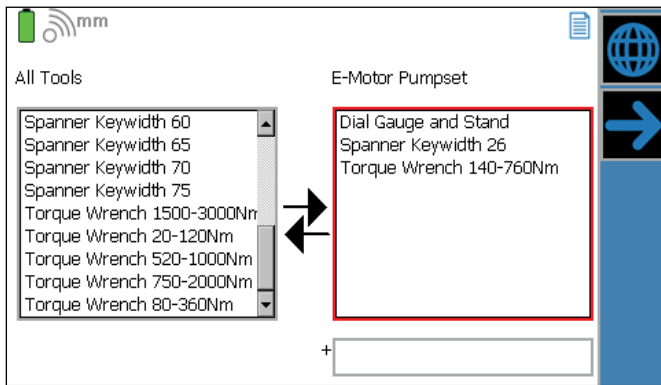 mm
All Tools
E-Motor Pumpset
Spanner Keywidth 60
Spanner Keywidth 65
Spanner Keywidth 70
Spanner Keywidth 75
Torque Wrench 1500-3000Nm
Torque Wrench 20-120Nm
Torque Wrench 520-1000Nm
Torque Wrench 750-2000Nm
Torque Wrench 80-360Nm
Dial Gauge and Stand
Spanner Keywidth 26
Torque Wrench 140-760Nm
+